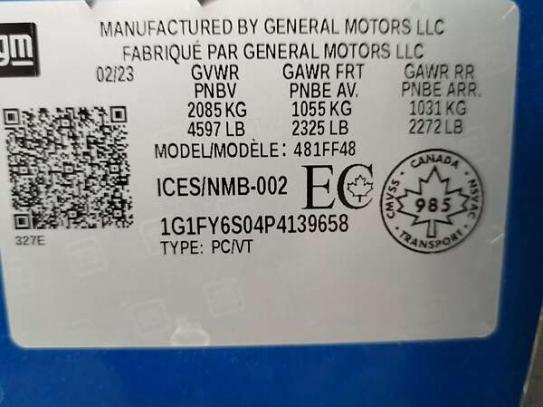 gm
MANUFACTURED BY GENERAL MOTORS LLC
FABRIQUÉ PAR GENERAL MOTORS LLC
02/23 GVWR GAWR FRT GAWR RR
PNBV PNBE AV. PNBE ARR.
2085 KG 1055 KG 1031 KG
4597 LB 2325 LB 2272 LB
MODEL/MODÈLE: 481FF48
ICES/NMB-002 EC
CANADA
CMVSS 985 NSVAC
TRANSPORT
1G1FY6S04P4139658
TYPE: PC/VT
327E